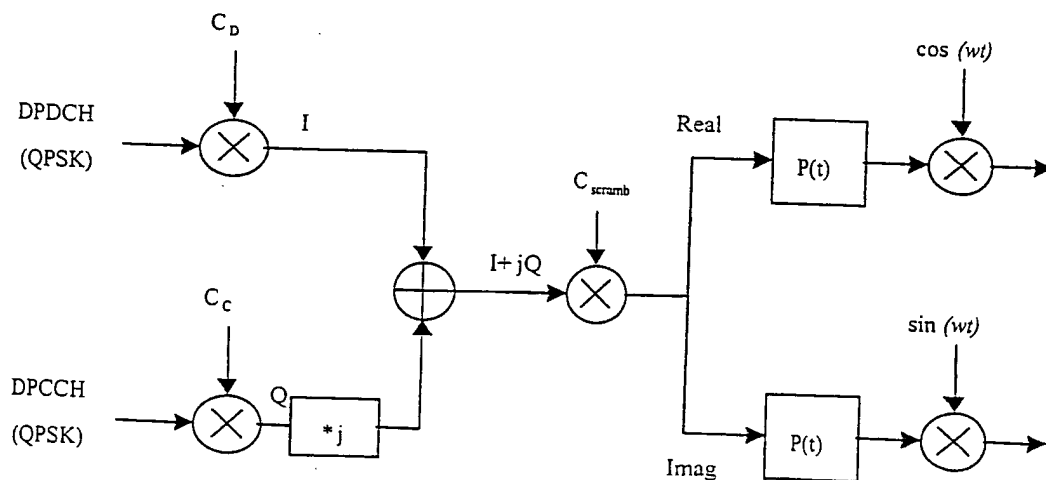 C_D
cos (wt)
DPDCH
I
Real
(QPSK)
P(t)
C_scramb
I+ jQ
C_C
sin (wt)
DPCCH
Q
(QPSK)
*j
P(t)
Imag